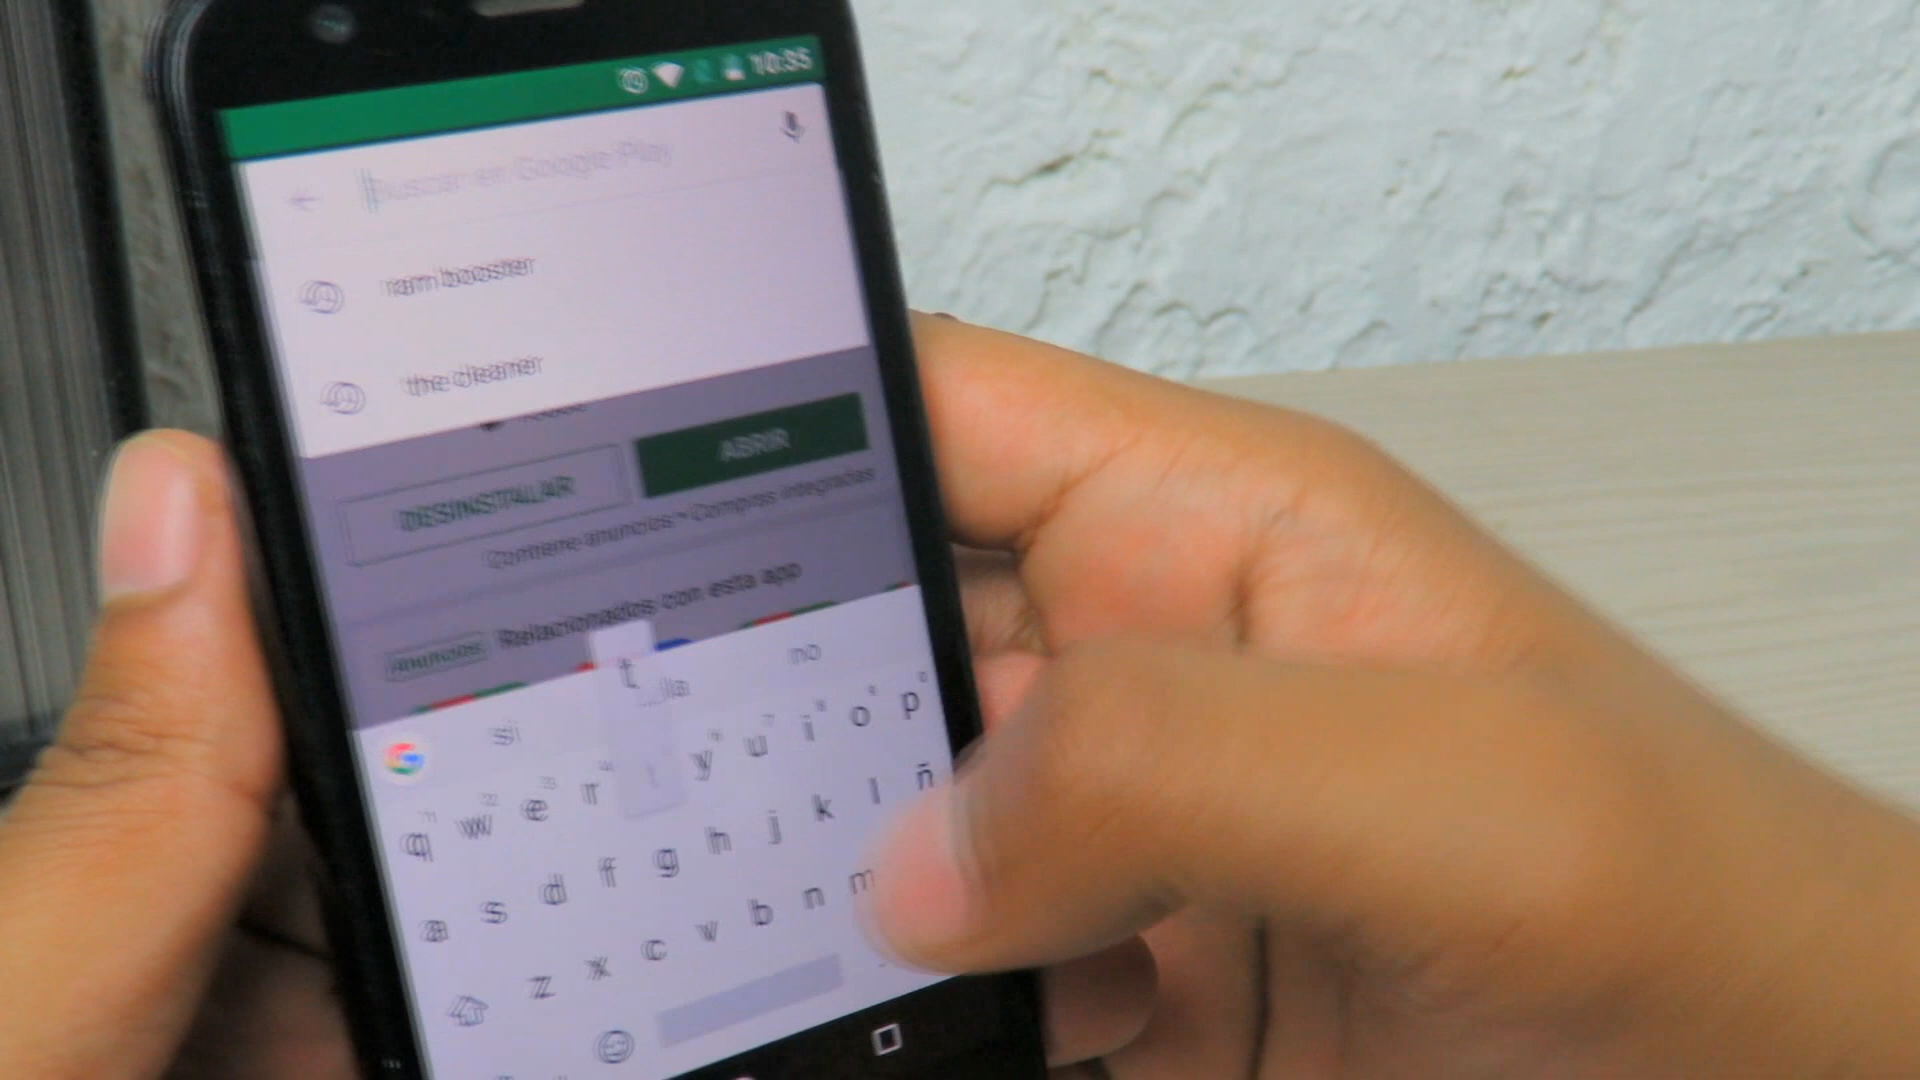 10:35
Buscar en Google Play
ram booster
the cleaner
DESINSTALAR ABRIR
Contiene anuncios • Compras integradas
Anuncios Relacionados con esta app
t
si no
q w e r t y u i o p
a s d f g h j k l ñ
z x c v b n m